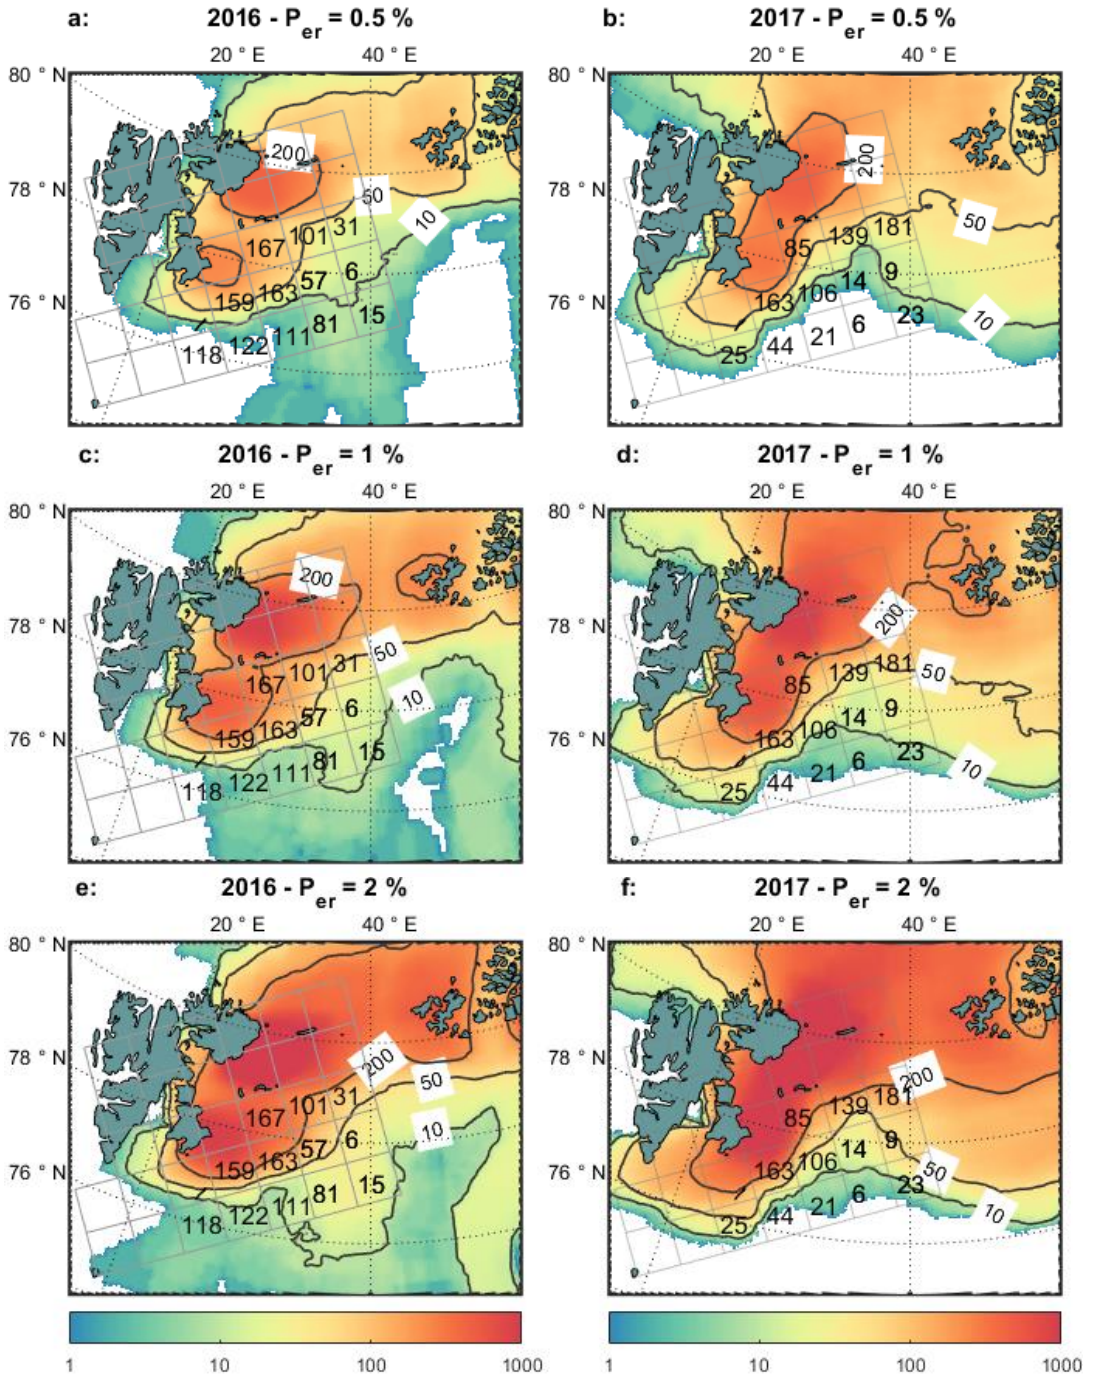 a: 2016 - Per = 0.5 %
20 ° E 40 ° E
80 ° N
200
78 ° N
50
10
167 101 31
57 6
76 ° N
159 163
118 122 111 81 15
b: 2017 - Per = 0.5 %
20 ° E 40 ° E
80 ° N
200
78 ° N
50
85 139 181
14 9
76 ° N
163 106
25 44 21 6 23
10
c: 2016 - Per = 1 %
20 ° E 40 ° E
80 ° N
200
78 ° N
50
167 101 31
10
57 6
76 ° N
159 163
118 122 111 81 15
d: 2017 - Per = 1 %
20 ° E 40 ° E
80 ° N
200
78 ° N
50
85 139 181
14 9
76 ° N
163 106
25 44 21 6 23
10
e: 2016 - Per = 2 %
20 ° E 40 ° E
80 ° N
200
78 ° N
50
167 101 31
10
57 6
76 ° N
159 163
118 122 111 81 15
f: 2017 - Per = 2 %
20 ° E 40 ° E
80 ° N
200
78 ° N
85 139 181
14 9
50
76 ° N
163 106
25 44 21 6 23
10
1 10 100 1000
1 10 100 1000